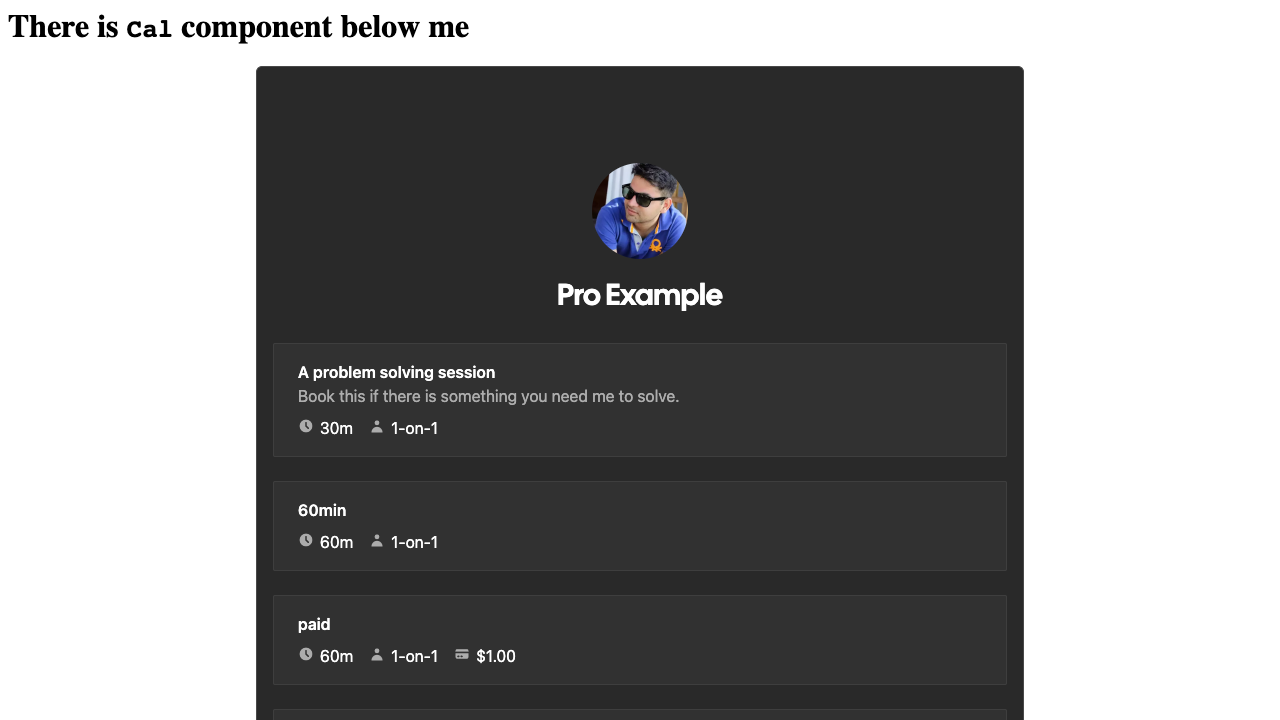 There is Cal component below me
Pro Example
A problem solving session
Book this if there is something you need me to solve.
30m 1-on-1
60min
60m 1-on-1
paid
60m 1-on-1 $1.00